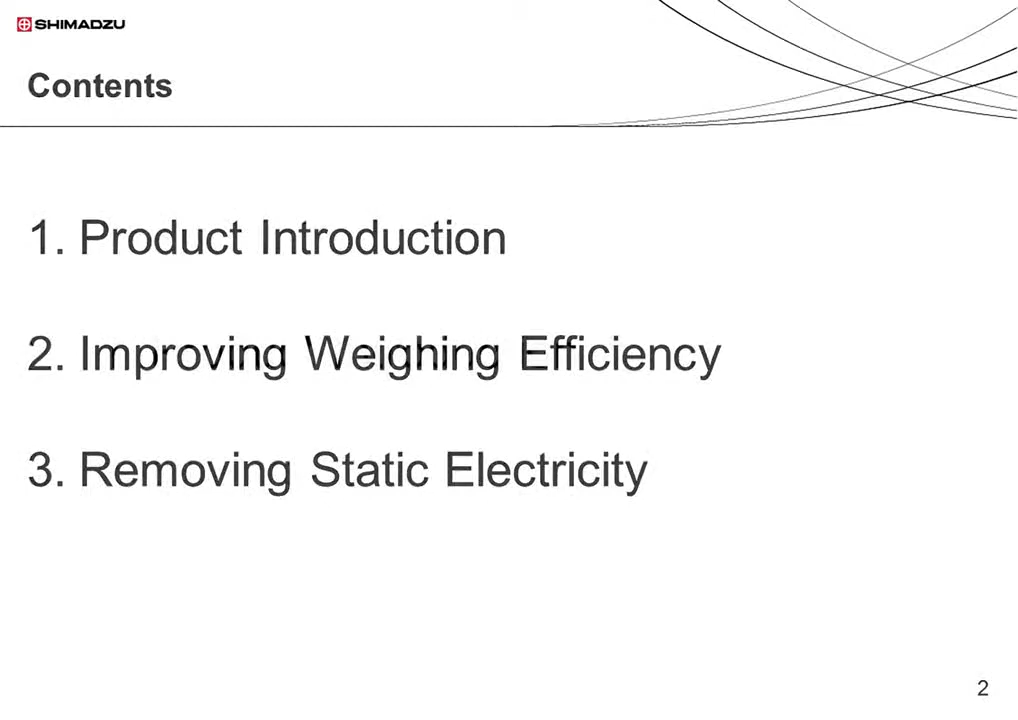 SHIMADZU
Contents
1. Product Introduction
2. Improving Weighing Efficiency
3. Removing Static Electricity
2